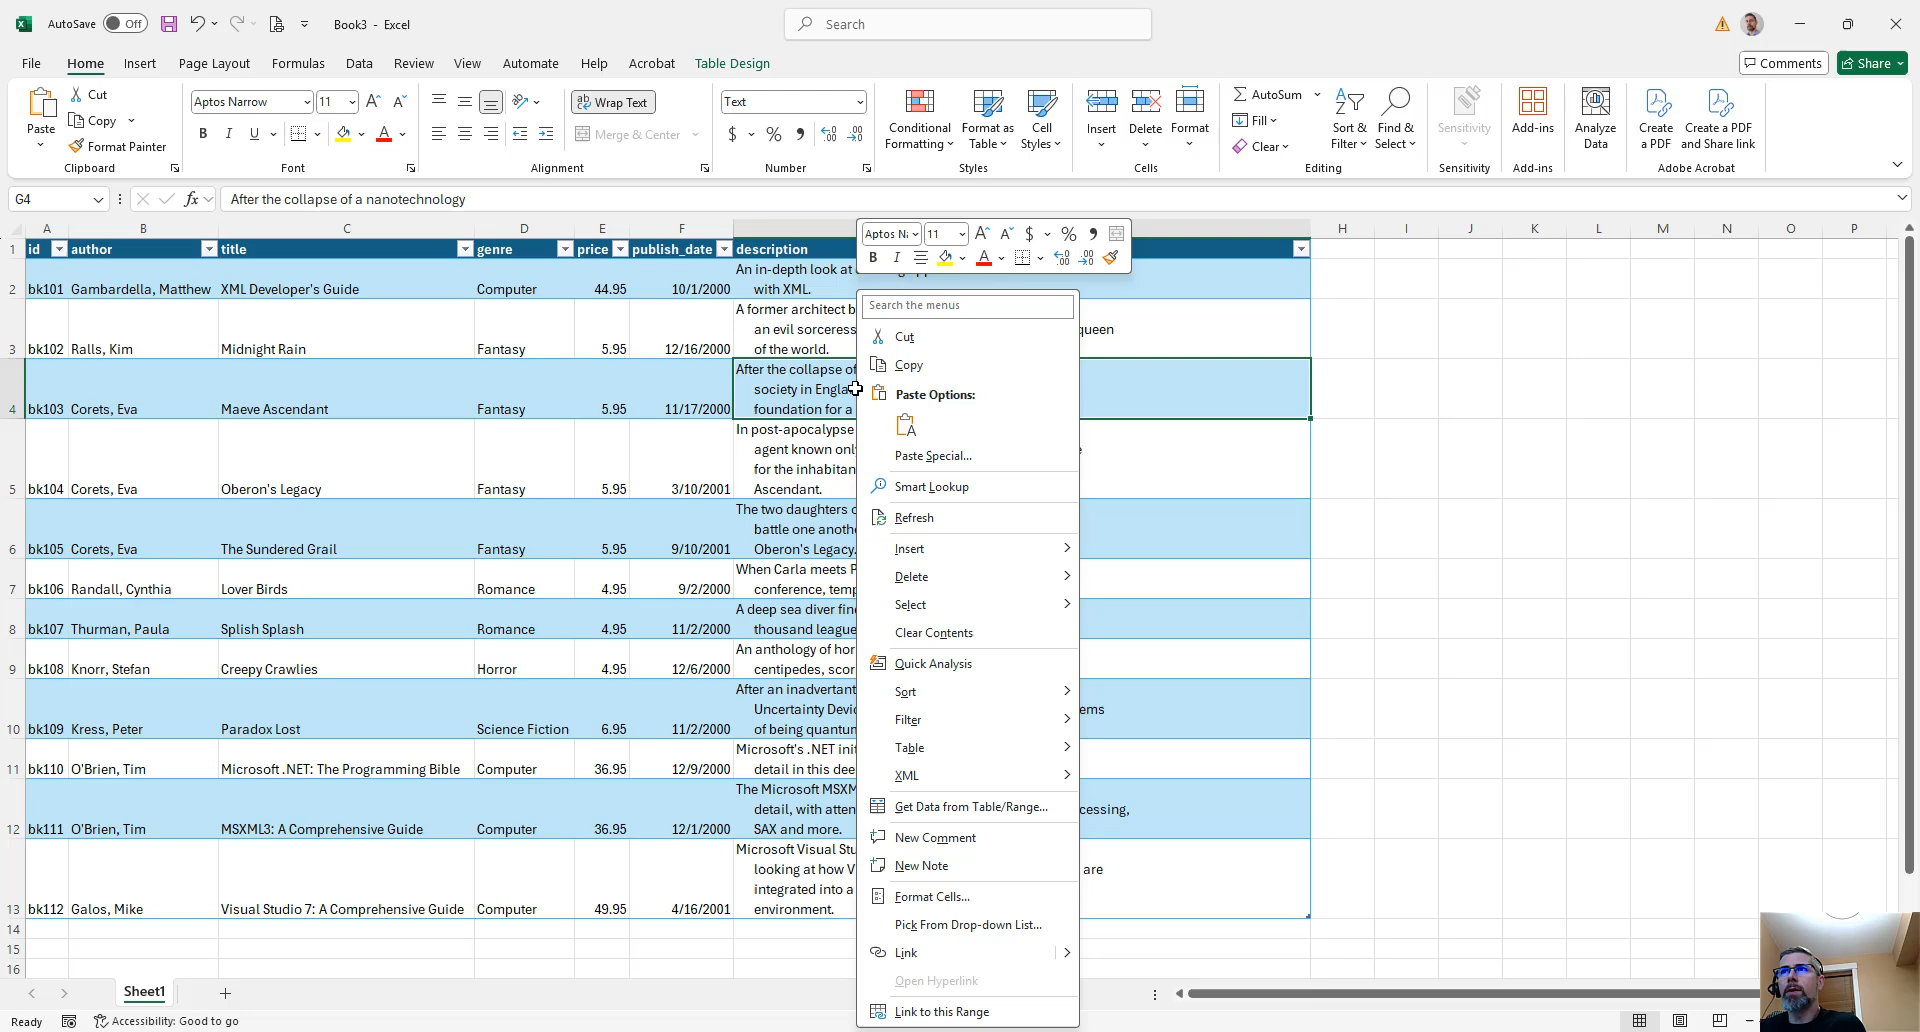 AutoSave Off Book3 - Excel Search
File Home Insert Page Layout Formulas Data Review View Automate Help Acrobat Table Design Comments Share
Paste Cut Copy Format Painter Clipboard
Aptos Narrow 11 B I U Font
Wrap Text Merge & Center Alignment
Text $ % Number
Conditional Formatting Format as Table Cell Styles Styles
Insert Delete Format Cells
AutoSum Fill Clear Sort & Filter Find & Select Editing
Sensitivity Sensitivity
Add-ins Add-ins
Analyze Data
Create a PDF Create a PDF and Share link Adobe Acrobat
G4 fx After the collapse of a nanotechnology
A B C D E F H I J K L M N O P
1 id author title genre price publish_date description
An in-depth look at
2 bk101 Gambardella, Matthew XML Developer's Guide Computer 44.95 10/1/2000 with XML.
A former architect b
an evil sorceress queen
3 bk102 Ralls, Kim Midnight Rain Fantasy 5.95 12/16/2000 of the world.
After the collapse of
society in Engla
4 bk103 Corets, Eva Maeve Ascendant Fantasy 5.95 11/17/2000 foundation for a
In post-apocalypse
agent known onl e
for the inhabitan
5 bk104 Corets, Eva Oberon's Legacy Fantasy 5.95 3/10/2001 Ascendant.
The two daughters o
battle one anothe
6 bk105 Corets, Eva The Sundered Grail Fantasy 5.95 9/10/2001 Oberon's Legacy.
When Carla meets P
7 bk106 Randall, Cynthia Lover Birds Romance 4.95 9/2/2000 conference, temp
A deep sea diver fin
8 bk107 Thurman, Paula Splish Splash Romance 4.95 11/2/2000 thousand league
An anthology of hor
9 bk108 Knorr, Stefan Creepy Crawlies Horror 4.95 12/6/2000 centipedes, scor
After an inadvertant
Uncertainty Devi ems
10 bk109 Kress, Peter Paradox Lost Science Fiction 6.95 11/2/2000 of being quantu
Microsoft's .NET init
11 bk110 O'Brien, Tim Microsoft .NET: The Programming Bible Computer 36.95 12/9/2000 detail in this dee
The Microsoft MSXM
detail, with atten cessing,
12 bk111 O'Brien, Tim MSXML3: A Comprehensive Guide Computer 36.95 12/1/2000 SAX and more.
Microsoft Visual Stu
looking at how V are
integrated into a
13 bk112 Galos, Mike Visual Studio 7: A Comprehensive Guide Computer 49.95 4/16/2001 environment.
14
15
16
11 $ %
B I A
Search the menus
Cut
Copy
Paste Options:
Paste Special...
Smart Lookup
Refresh
Insert
Delete
Select
Clear Contents
Quick Analysis
Sort
Filter
Table
XML
Get Data from Table/Range...
New Comment
New Note
Format Cells...
Pick From Drop-down List...
Link
Open Hyperlink
Link to this Range
Sheet1
Ready Accessibility: Good to go